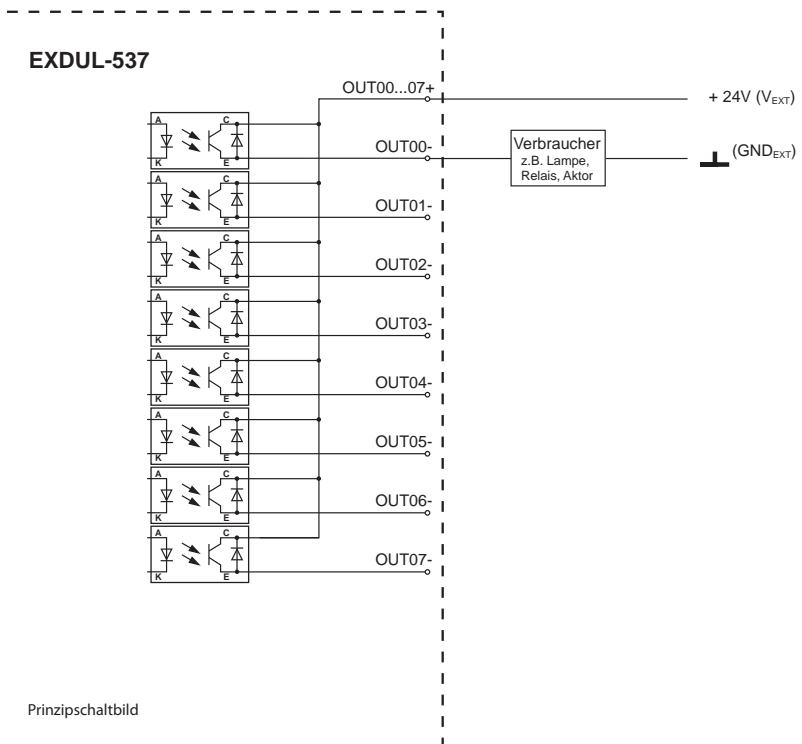 EXDUL-537
OUT00...07+
+ 24V (VEXT)
A C
K E
OUT00-
Verbraucher
z.B. Lampe,
Relais, Aktor
(GNDEXT)
A C
K E
OUT01-
A C
K E
OUT02-
A C
K E
OUT03-
A C
K E
OUT04-
A C
K E
OUT05-
A C
K E
OUT06-
A C
K E
OUT07-
Prinzipschaltbild